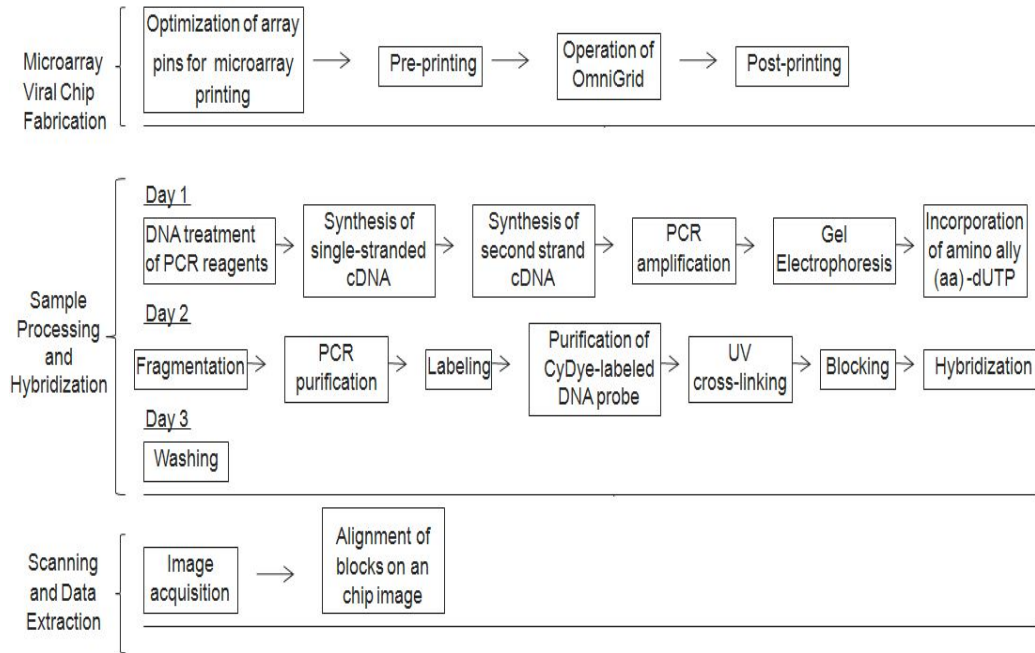 Microarray
Viral Chip
Fabrication
Optimization of array
pins for microarray
printing
Pre-printing
Operation of
OmniGrid
Post-printing
Sample
Processing
and
Hybridization
Day 1
DNA treatment
of PCR reagents
Synthesis of
single-stranded
cDNA
Synthesis of
second strand
cDNA
PCR
amplification
Gel
Electrophoresis
Incorporation
of amino ally
(aa) -dUTP
Day 2
Fragmentation
PCR
purification
Labeling
Purification of
CyDye-labeled
DNA probe
UV
cross-linking
Blocking
Hybridization
Day 3
Washing
Scanning
and Data
Extraction
Image
acquisition
Alignment of
blocks on an
chip image